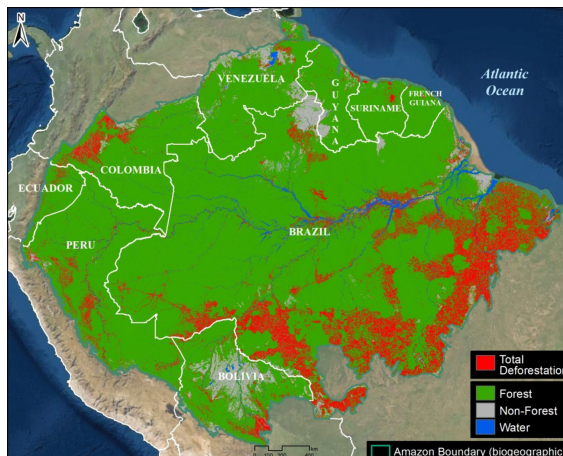 N
Atlantic
Ocean
VENEZUELA
GUYANA
SURINAME
FRENCH
GUIANA
COLOMBIA
ECUADOR
PERU
BRAZIL
BOLIVIA
Total
Deforestation
Forest
Non-Forest
Water
Amazon Boundary (biogeographic